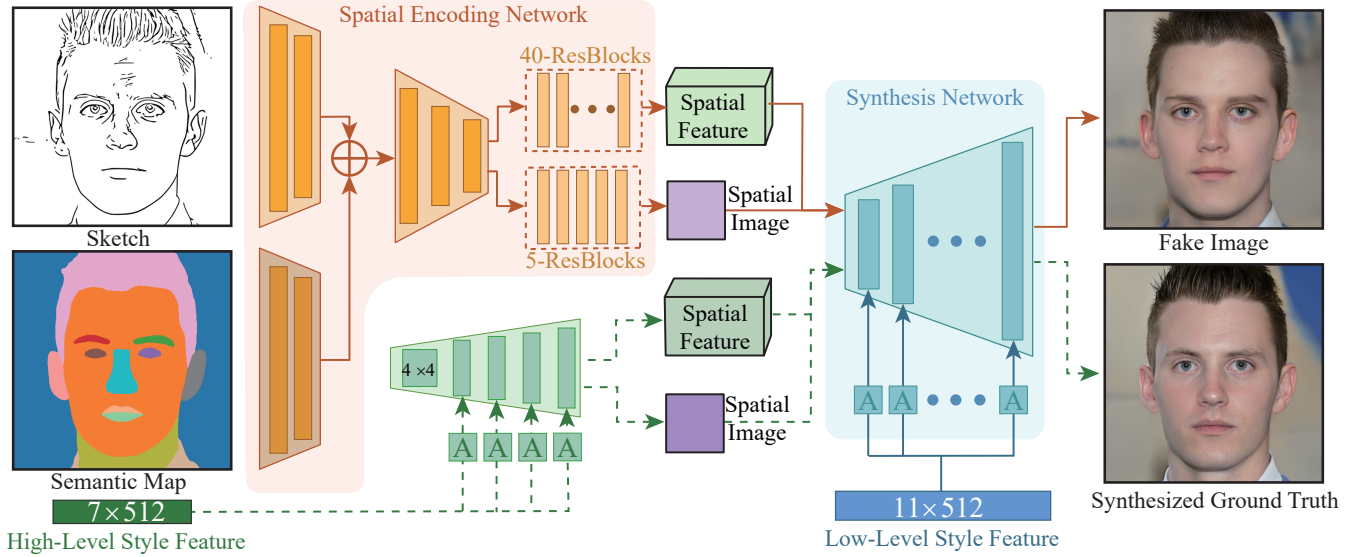 Spatial Encoding Network
40-ResBlocks
5-ResBlocks
Sketch
Semantic Map
Spatial
Feature
Spatial
Image
Synthesis Network
Fake Image
Spatial
Feature
Spatial
Image
4 ×4
A A A A
A A A
Synthesized Ground Truth
7×512
High-Level Style Feature
11×512
Low-Level Style Feature